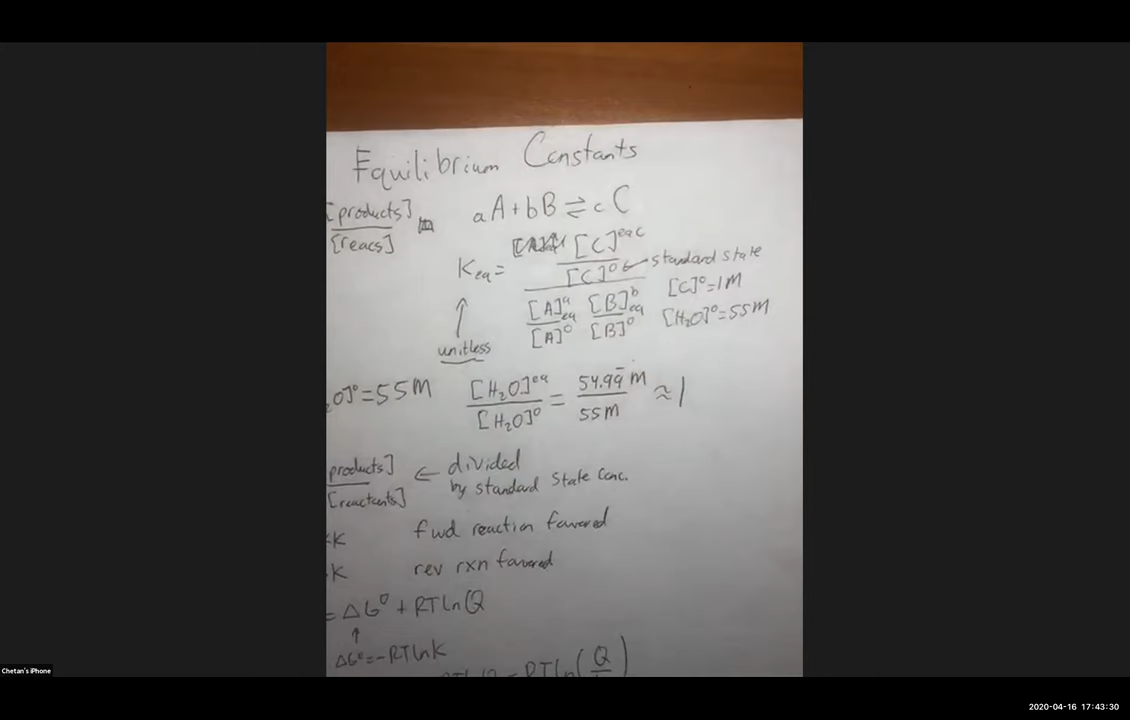 Equilibrium Constants
[products]
[reacs]
aA + bB ⇌ cC
Keq =
[C]^eq c
[C]° ← standard state
[A]^a eq [B]^b eq
[A]° [B]°
[C]° = 1M
[H₂O]° = 55M
↑
unitless
O]° = 55M
[H₂O]^eq / [H₂O]° = 54.99 M / 55M ≈ 1
products]
[reactants]
← divided
by standard state conc.
K fwd reaction favored
K rev rxn favored
= ΔG° + RT ln Q
↑
ΔG° = -RT ln K
RT ln ( Q
Chetan's iPhone
2020-04-16 17:43:30